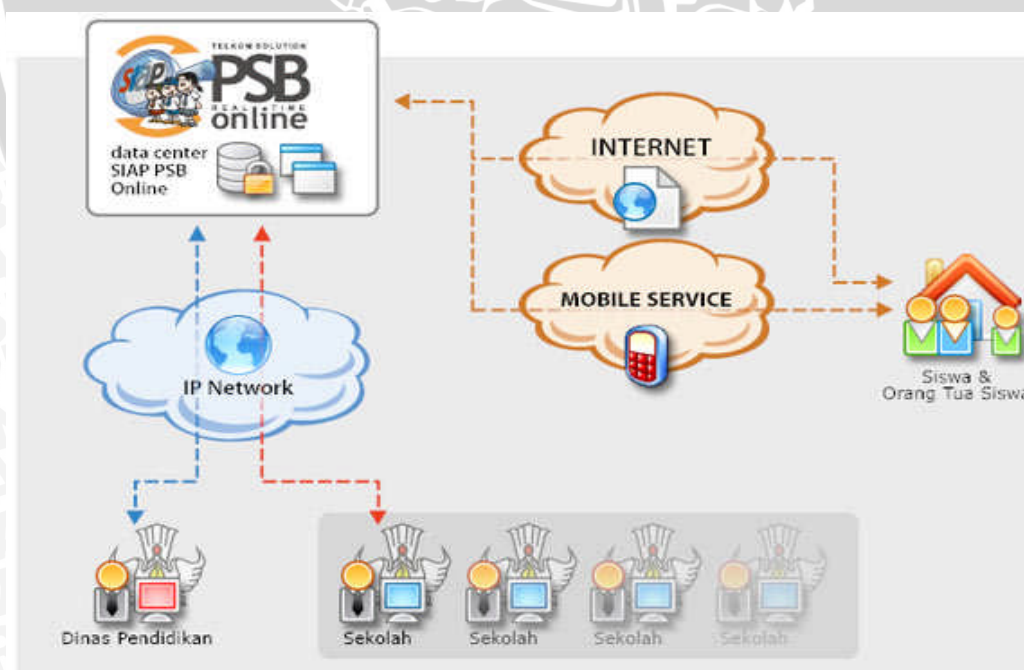 TELKOM SOLUTION
SIAP
PSB
REAL TIME
online
data center
SIAP PSB
Online
INTERNET
MOBILE SERVICE
IP Network
Siswa &
Orang Tua Siswa
Dinas Pendidikan
Sekolah
Sekolah
Sekolah
Sekolah